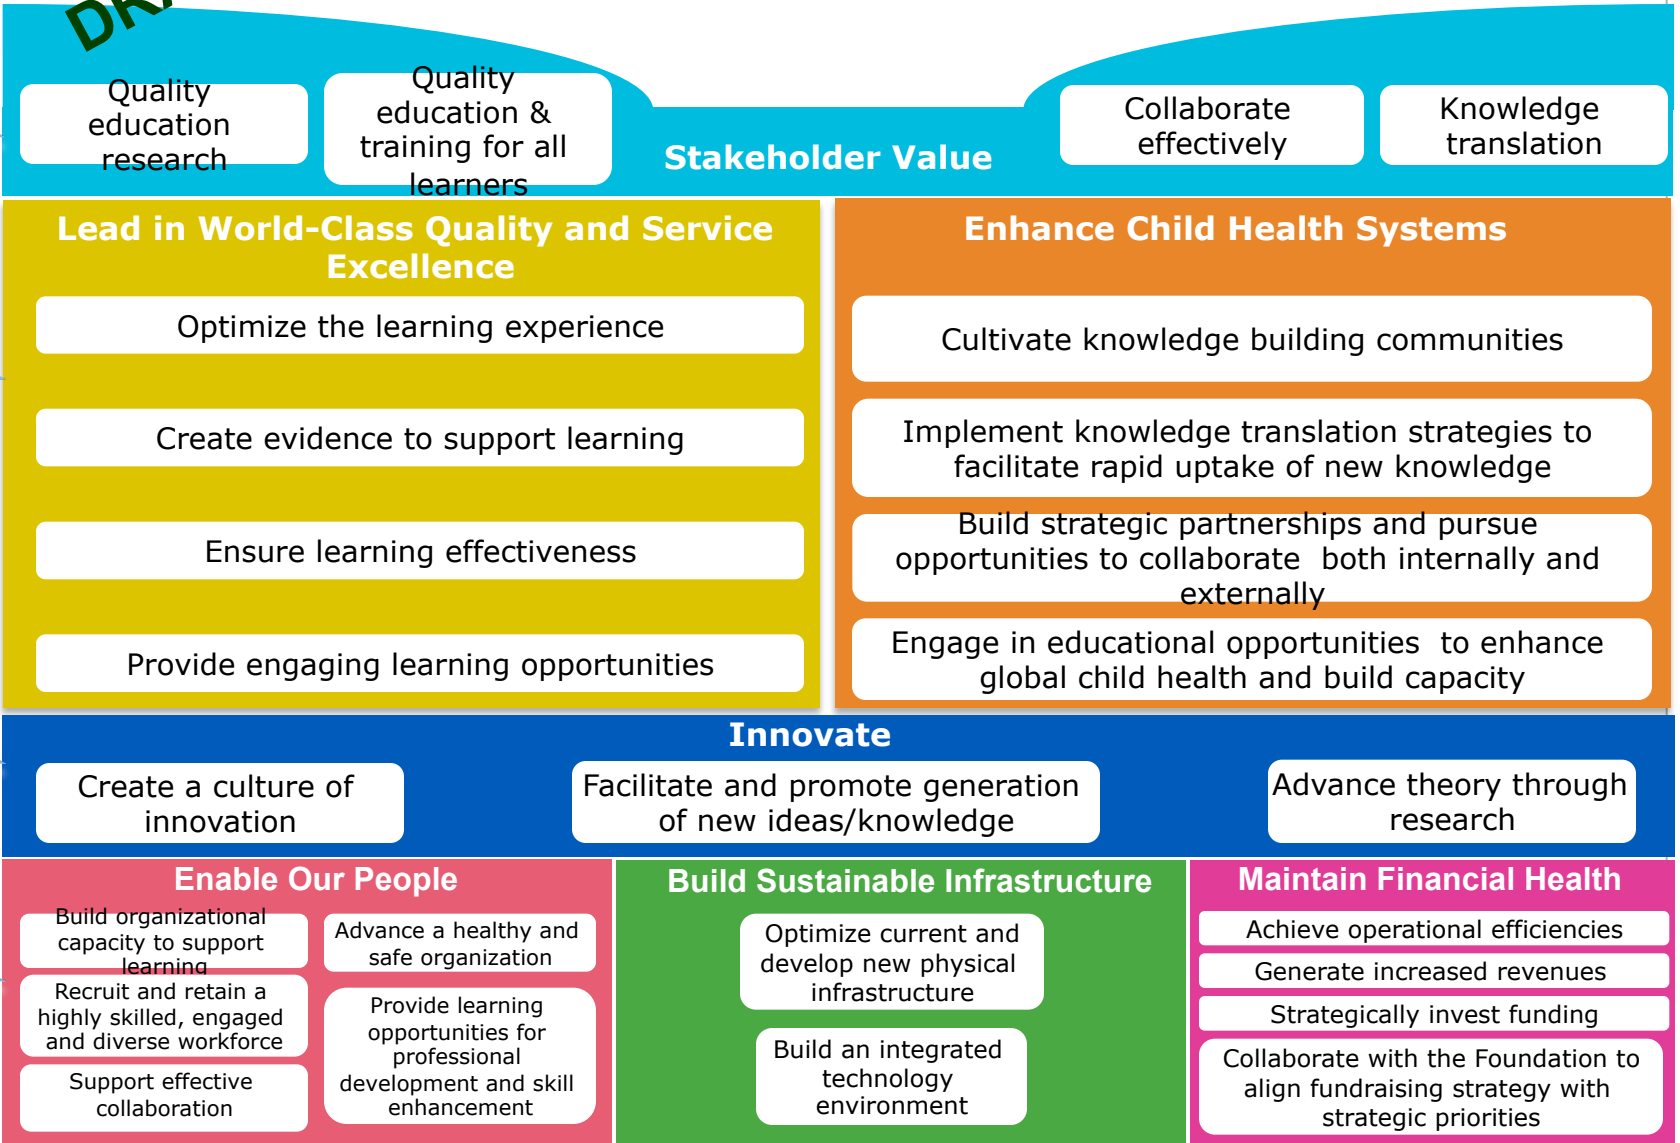 Quality
education
research
Quality
education &
training for all
learners
Stakeholder Value
Collaborate
effectively
Knowledge
translation
Lead in World-Class Quality and Service
Excellence
Optimize the learning experience
Create evidence to support learning
Ensure learning effectiveness
Provide engaging learning opportunities
Enhance Child Health Systems
Cultivate knowledge building communities
Implement knowledge translation strategies to
facilitate rapid uptake of new knowledge
Build strategic partnerships and pursue
opportunities to collaborate  both internally and
externally
Engage in educational opportunities  to enhance
global child health and build capacity
Innovate
Create a culture of
innovation
Facilitate and promote generation
of new ideas/knowledge
Advance theory through
research
Enable Our People
Build organizational
capacity to support
learning
Recruit and retain a
highly skilled, engaged
and diverse workforce
Support effective
collaboration
Advance a healthy and
safe organization
Provide learning
opportunities for
professional
development and skill
enhancement
Build Sustainable Infrastructure
Optimize current and
develop new physical
infrastructure
Build an integrated
technology
environment
Maintain Financial Health
Achieve operational efficiencies
Generate increased revenues
Strategically invest funding
Collaborate with the Foundation to
align fundraising strategy with
strategic priorities